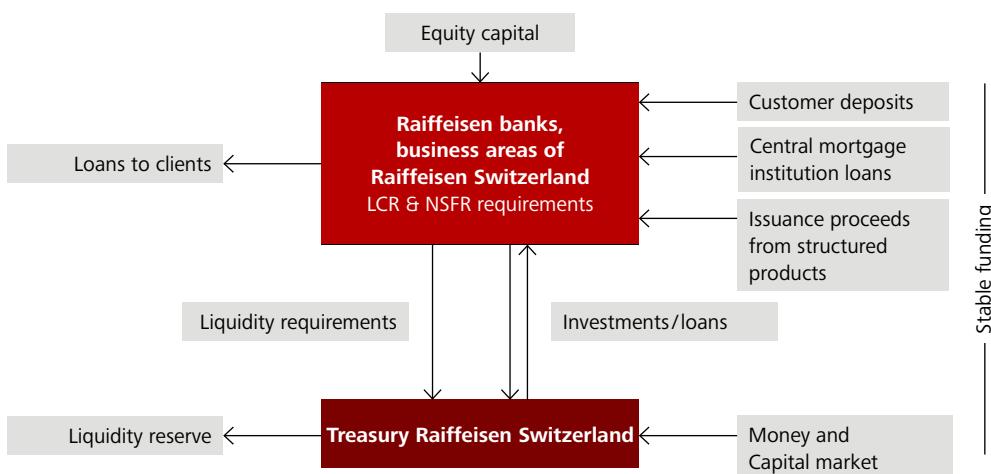 Equity capital
Raiffeisen banks,
business areas of
Raiffeisen Switzerland
LCR & NSFR requirements
Customer deposits
Central mortgage
institution loans
Issuance proceeds
from structured
products
Loans to clients
Stable funding
Liquidity requirements
Investments/loans
Liquidity reserve
Treasury Raiffeisen Switzerland
Money and
Capital market